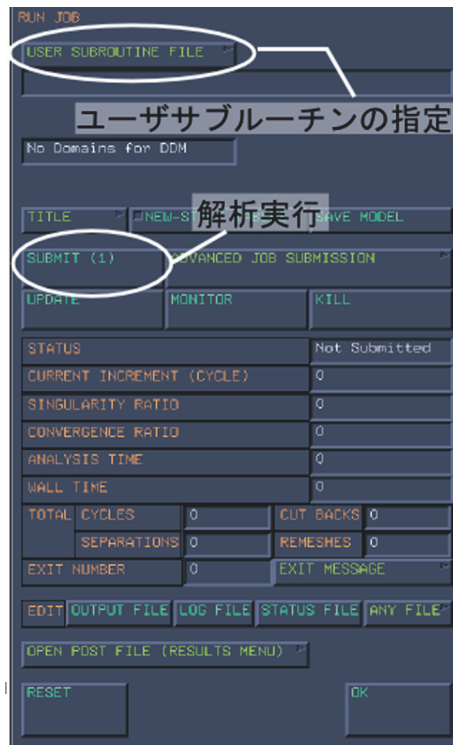 RUN JOB
USER SUBROUTINE FILE
ユーザサブルーチンの指定
No Domains for DDM
解析実行
TITLE NEW-ST SAVE MODEL
SUBMIT (1) ADVANCED JOB SUBMISSION
UPDATE MONITOR KILL
STATUS Not Submitted
CURRENT INCREMENT (CYCLE) 0
SINGULARITY RATIO 0
CONVERGENCE RATIO 0
ANALYSIS TIME 0
WALL TIME 0
TOTAL CYCLES 0 CUT BACKS 0
SEPARATIONS 0 REMESHES 0
EXIT NUMBER 0 EXIT MESSAGE
EDIT OUTPUT FILE LOG FILE STATUS FILE ANY FILE
OPEN POST FILE (RESULTS MENU)
RESET OK